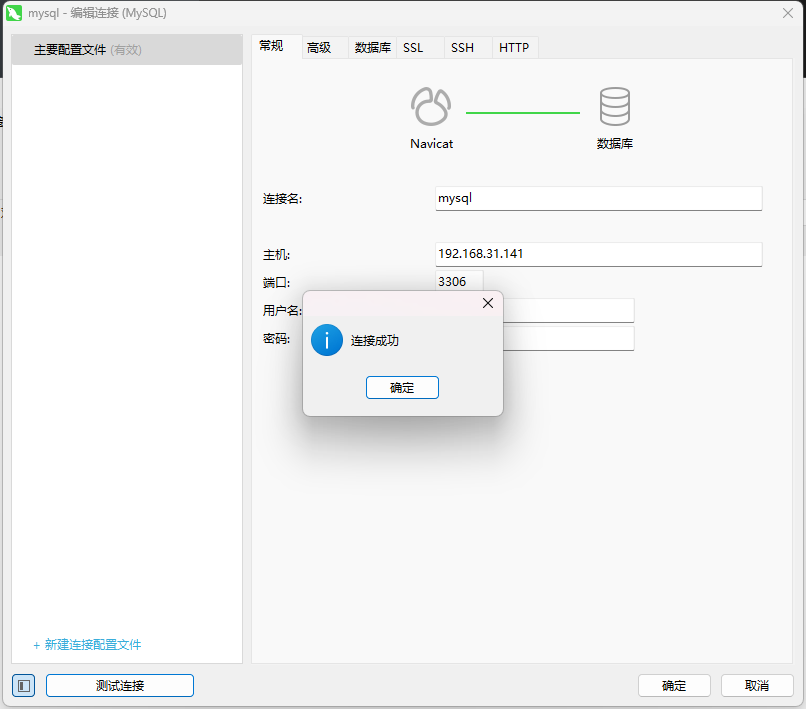 mysql - 编辑连接 (MySQL)
主要配置文件 (有效)
常规 高级 数据库 SSL SSH HTTP
Navicat 数据库
连接名: mysql
主机: 192.168.31.141
端口: 3306
用户名:
密码:
连接成功
确定
+ 新建连接配置文件
测试连接 确定 取消